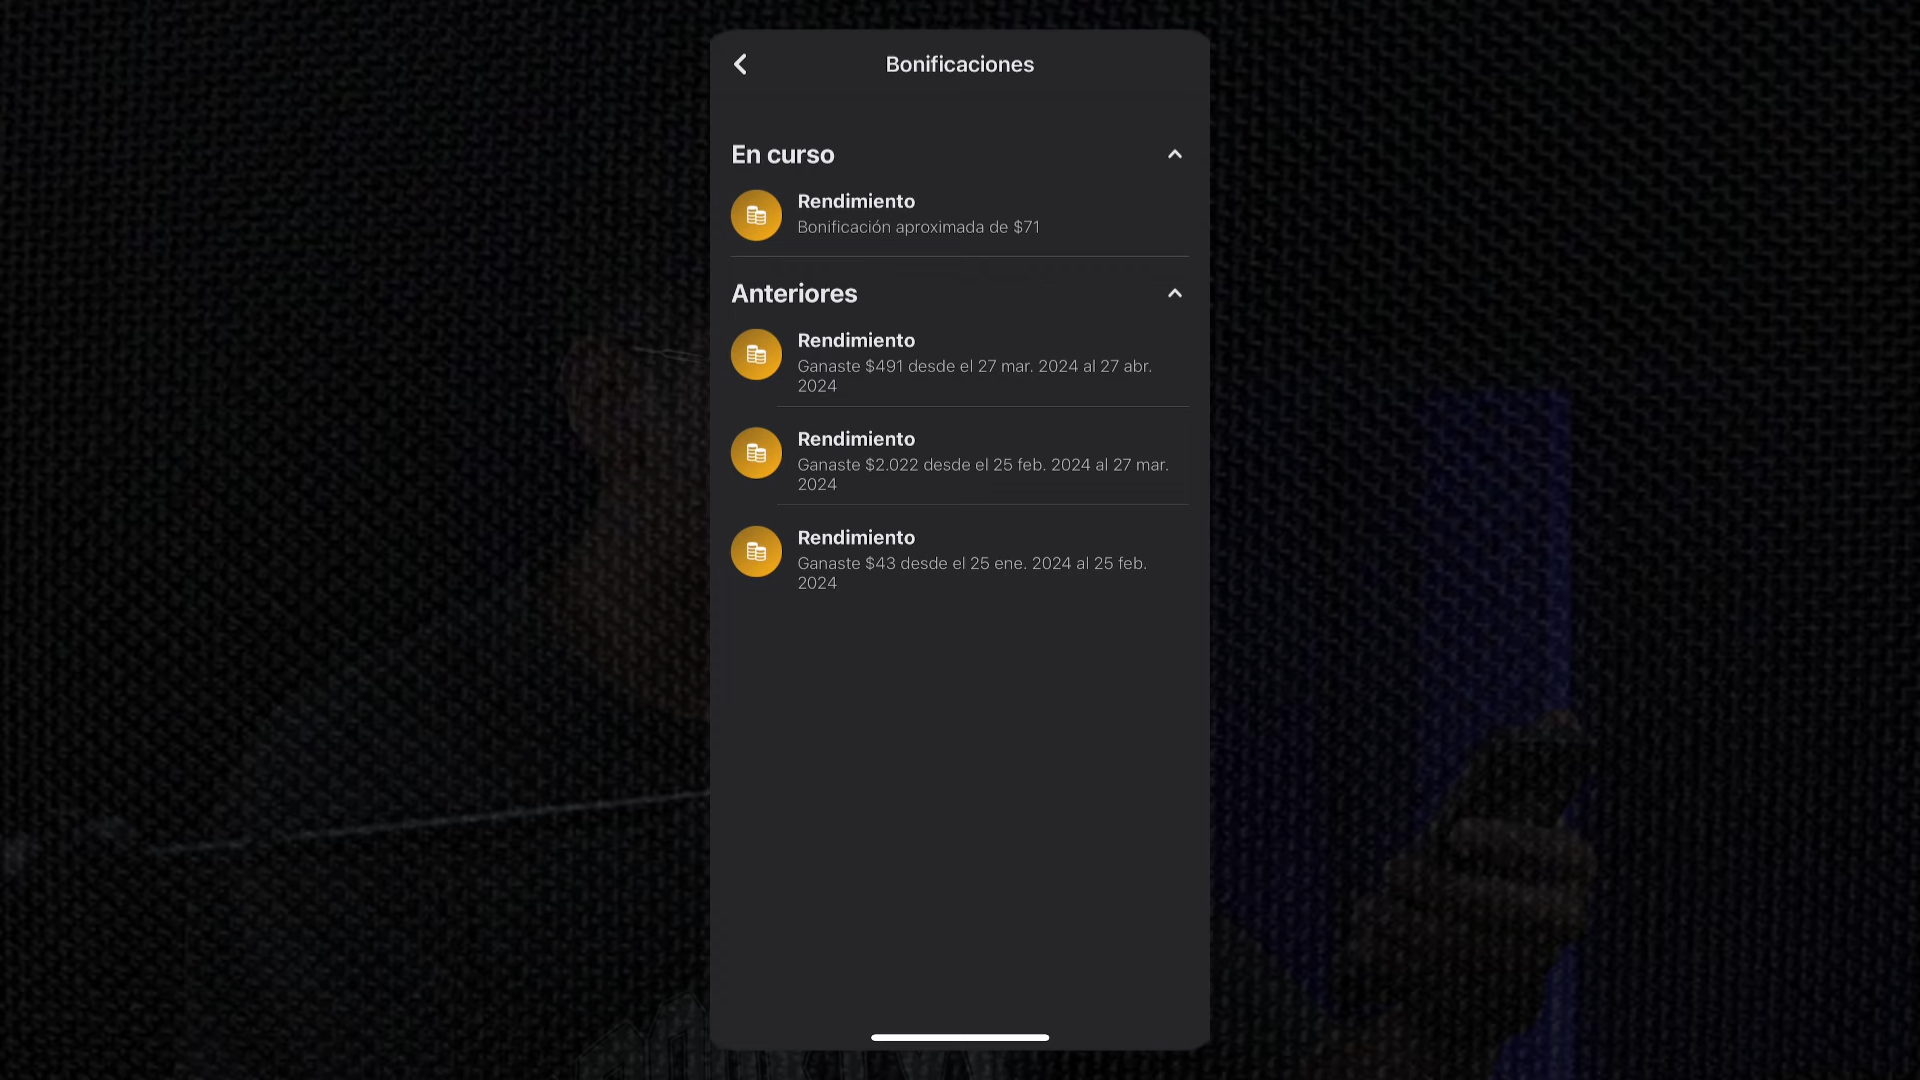 Bonificaciones
En curso
Rendimiento
Bonificación aproximada de $71
Anteriores
Rendimiento
Ganaste $491 desde el 27 mar. 2024 al 27 abr.
2024
Rendimiento
Ganaste $2.022 desde el 25 feb. 2024 al 27 mar.
2024
Rendimiento
Ganaste $43 desde el 25 ene. 2024 al 25 feb.
2024